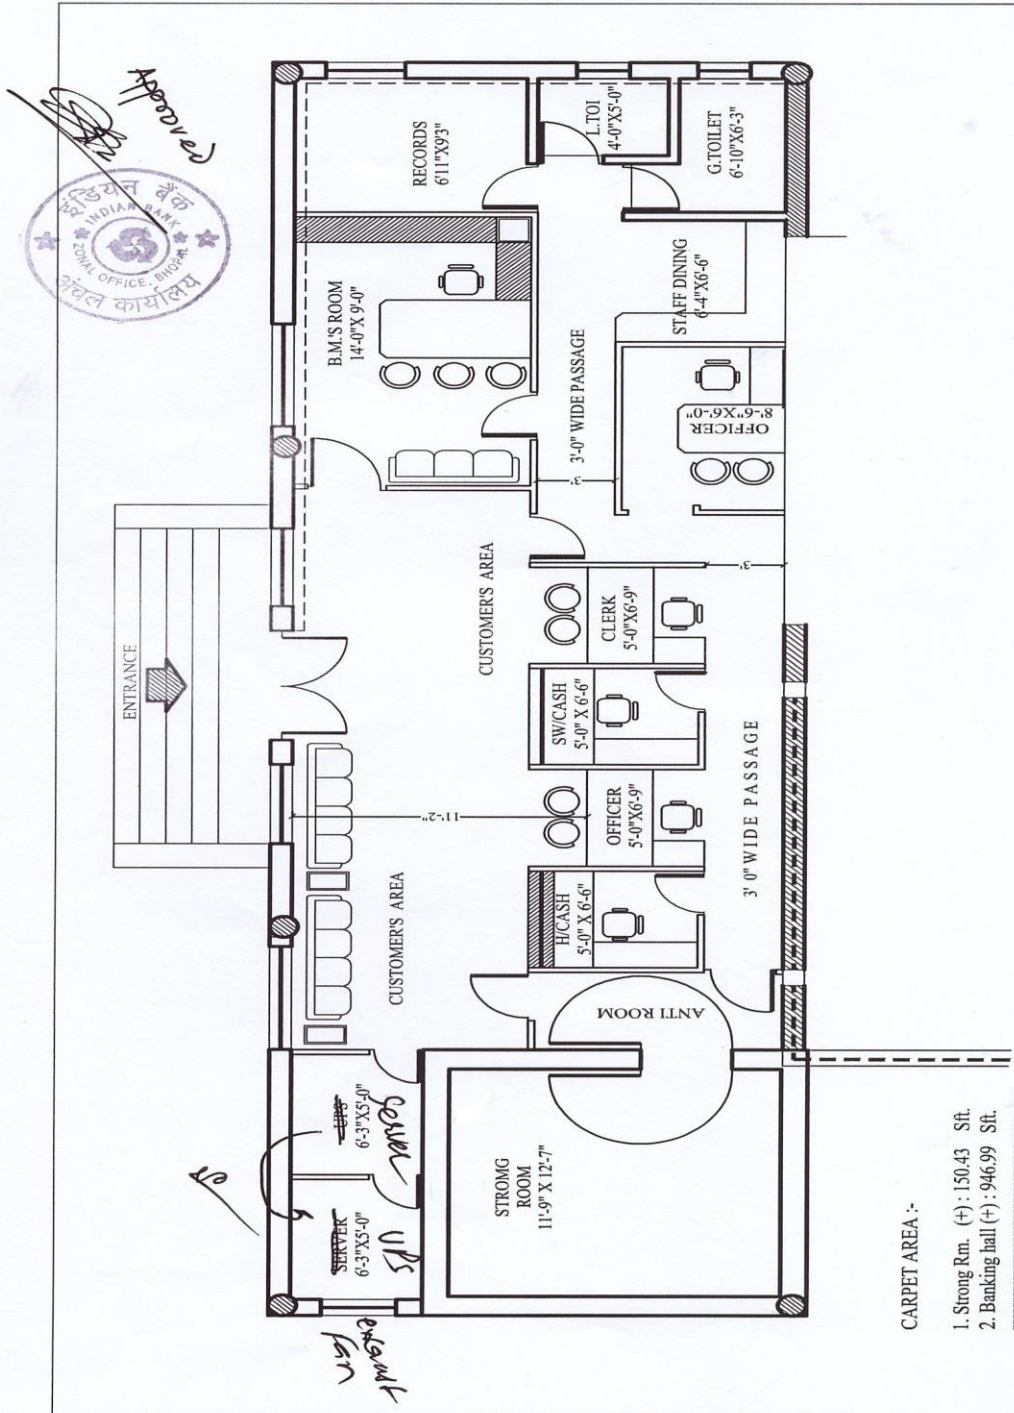 Approved
इंडियन बैंक
INDIAN BANK
ZONAL OFFICE, BHOPAL
अंचल कार्यालय
ENTRANCE
RECORDS
6'11"X9'3"
L.TOI
4'-0"X5'-0"
G.TOILET
6'-10"X6'-3"
B.M.'S ROOM
14'-0"X 9'-0"
STAFF DINING
6'-4"X6'-6"
3'-0" WIDE PASSAGE
3'
OFFICER
8'-6"X6'-0"
CUSTOMER'S AREA
CLERK
5'-0"X6'-9"
3'
SW/CASH
5'-0" X 6'-6"
OFFICER
5'-0"X6'-9"
H/CASH
5'-0" X 6'-6"
11'-2"
3' 0" WIDE PASSAGE
CUSTOMER'S AREA
ANTI ROOM
UPS
6'-3"X5'-0"
Server
SERVER
6'-3"X5'-0"
UPS
exhaust
fan
STROMG
ROOM
11'-9" X 12'-7"
CARPET AREA :-
1. Strong Rm. (+) : 150.43 Sft.
2. Banking hall (+) : 946.99 Sft.